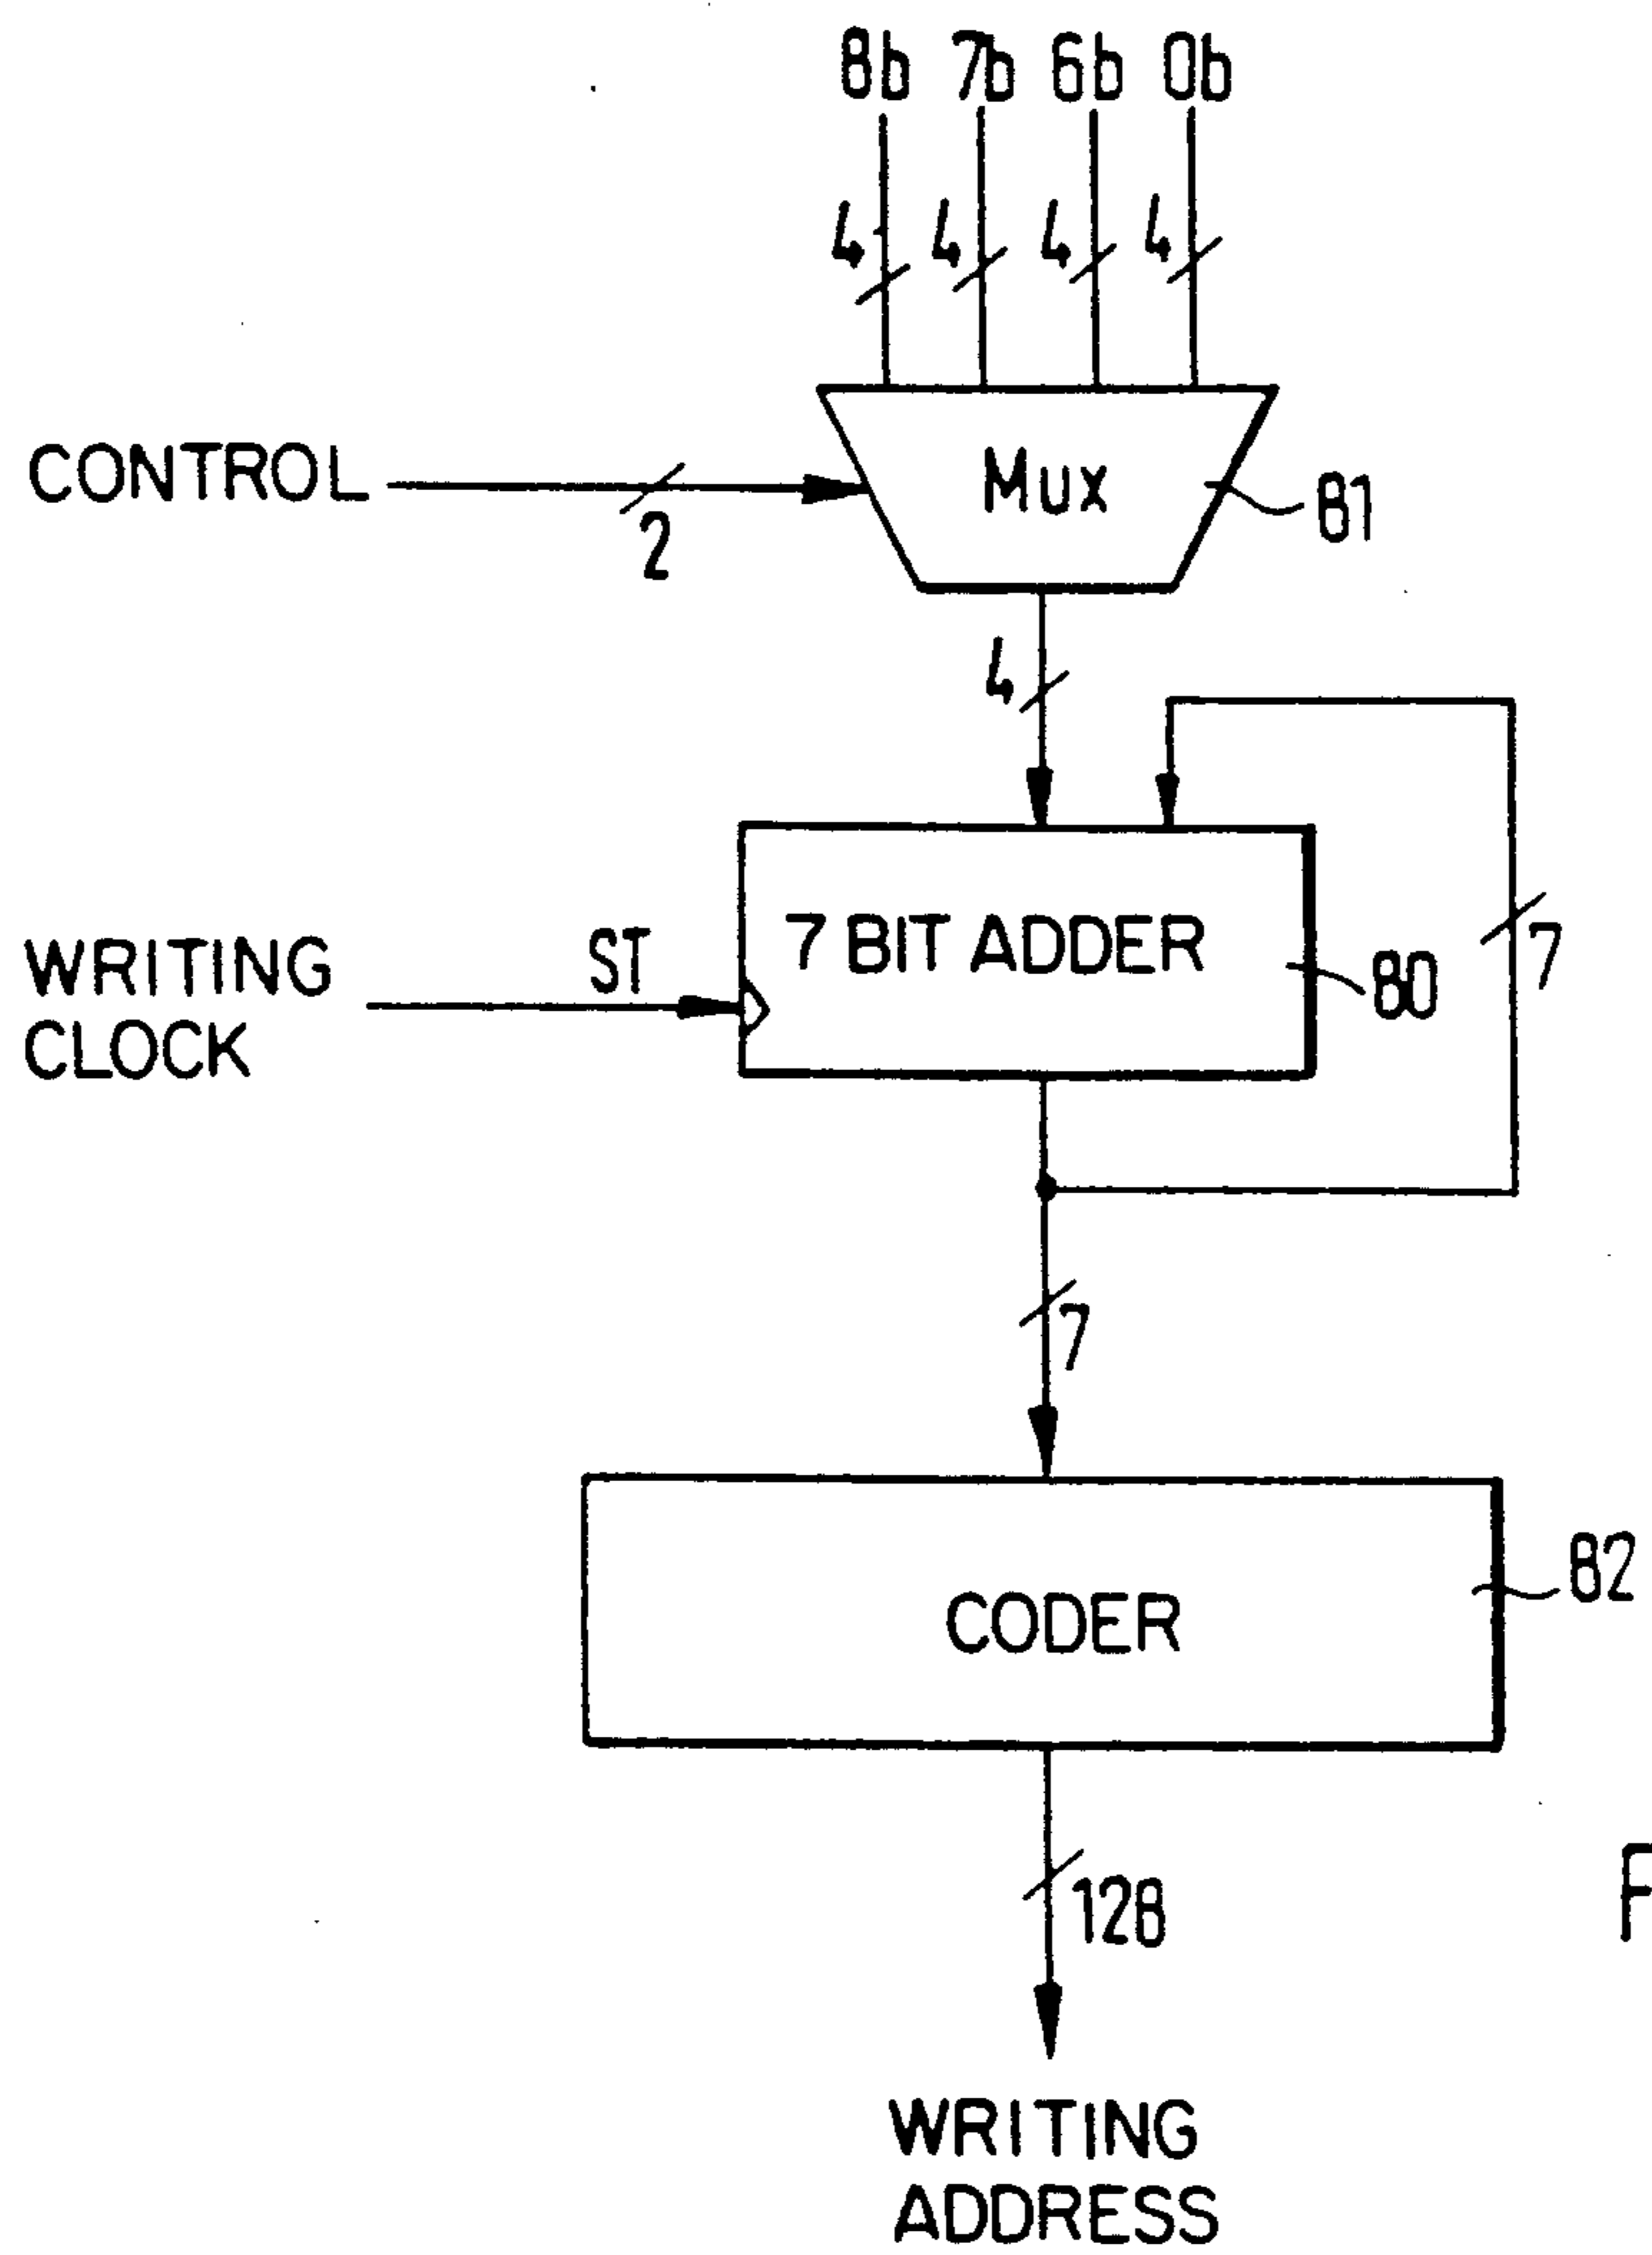 8b 7b 6b 0b
4 4 4 4
CONTROL
2
Mux
81
4
7 BIT ADDER
80
7
WRITING
CLOCK
ST
7
CODER
82
128
WRITING
ADDRESS
F